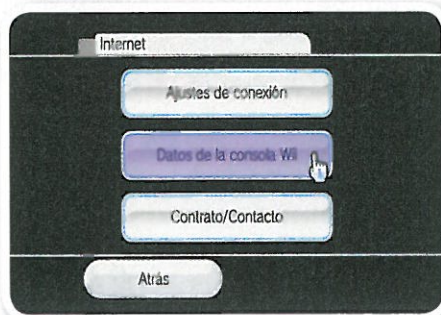 Internet
Ajustes de conexión
Datos de la consola Wii
Contrato/Contacto
Atrás